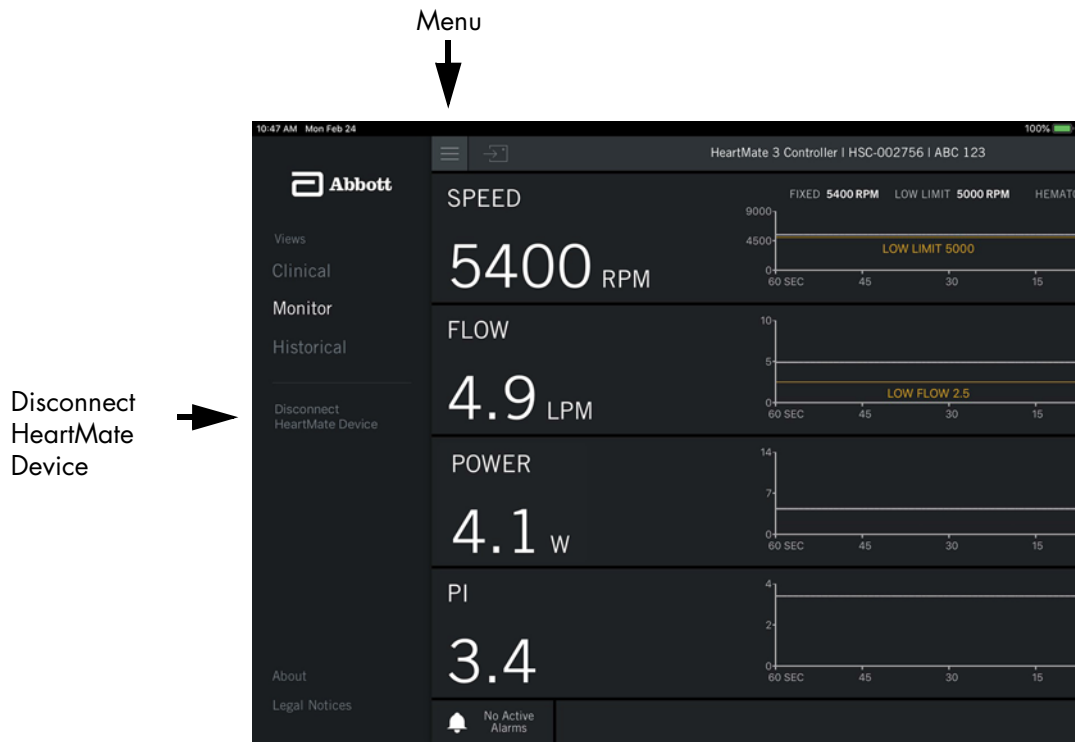 Menu
10:47 AM Mon Feb 24
100%
HeartMate 3 Controller | HSC-002756 | ABC 123
Abbott
Views
Clinical
Monitor
Historical
Disconnect
HeartMate Device
Disconnect
HeartMate
Device
About
Legal Notices
SPEED
5400 RPM
FIXED 5400 RPM LOW LIMIT 5000 RPM
9000
4500
0
LOW LIMIT 5000
60 SEC 45 30 15
FLOW
4.9 LPM
10
5
0
LOW FLOW 2.5
60 SEC 45 30 15
POWER
4.1 W
14
7
0
60 SEC 45 30 15
PI
3.4
4
2
0
60 SEC 45 30 15
No Active
Alarms